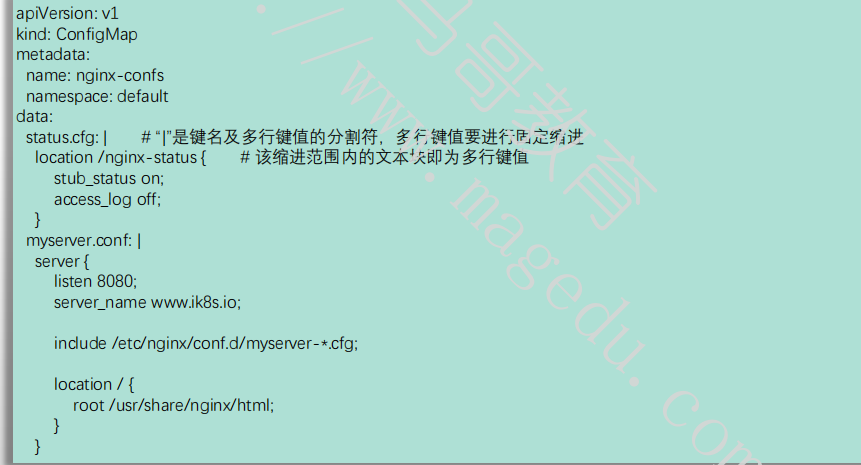 apiVersion: v1
kind: ConfigMap
metadata:
  name: nginx-confs
  namespace: default
data:
  status.cfg: |      # “|”是键名及多行键值的分割符，多行键值要进行固定缩进
    location /nginx-status {      # 该缩进范围内的文本块即为多行键值
        stub_status on;
        access_log off;
    }
  myserver.conf: |
    server {
        listen 8080;
        server_name www.ik8s.io;

        include /etc/nginx/conf.d/myserver-*.cfg;

        location / {
            root /usr/share/nginx/html;
        }
    }
马哥教育
://www.magedu.com